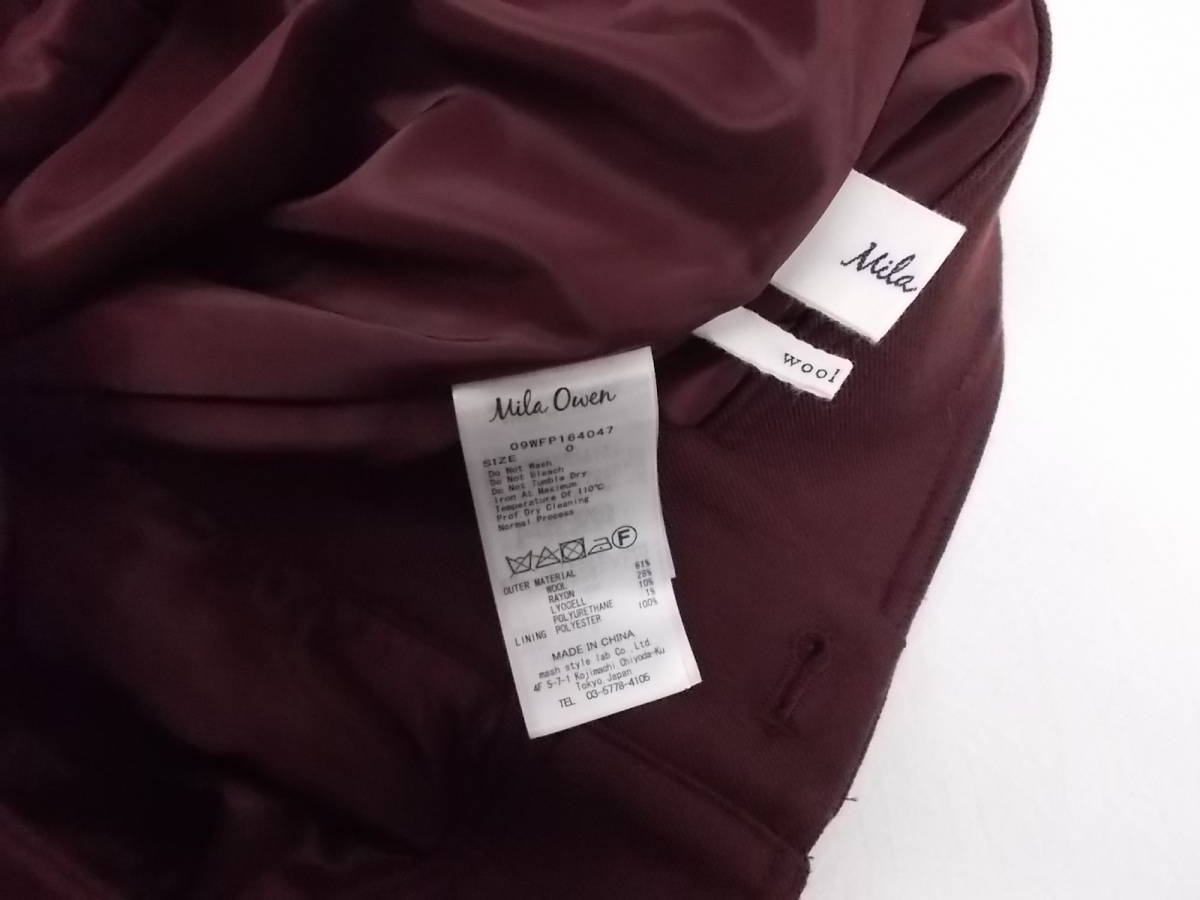 Mila
wool
Mila Owen
09WFP164047
SIZE 0
Do Not Wash
Do Not Bleach
Do Not Tumble Dry
Iron At Maximum
Temperature Of 110℃
Prof Dry Cleaning
Normal Process
F
OUTER MATERIAL
WOOL 61%
RAYON 28%
LYOCELL 10%
POLYURETHANE 1%
LINING POLYESTER 100%
MADE IN CHINA
mash style lab Co.,Ltd.
4F 5-7-1 Kojimachi Chiyoda-Ku
Tokyo Japan
TEL 03-5778-4105